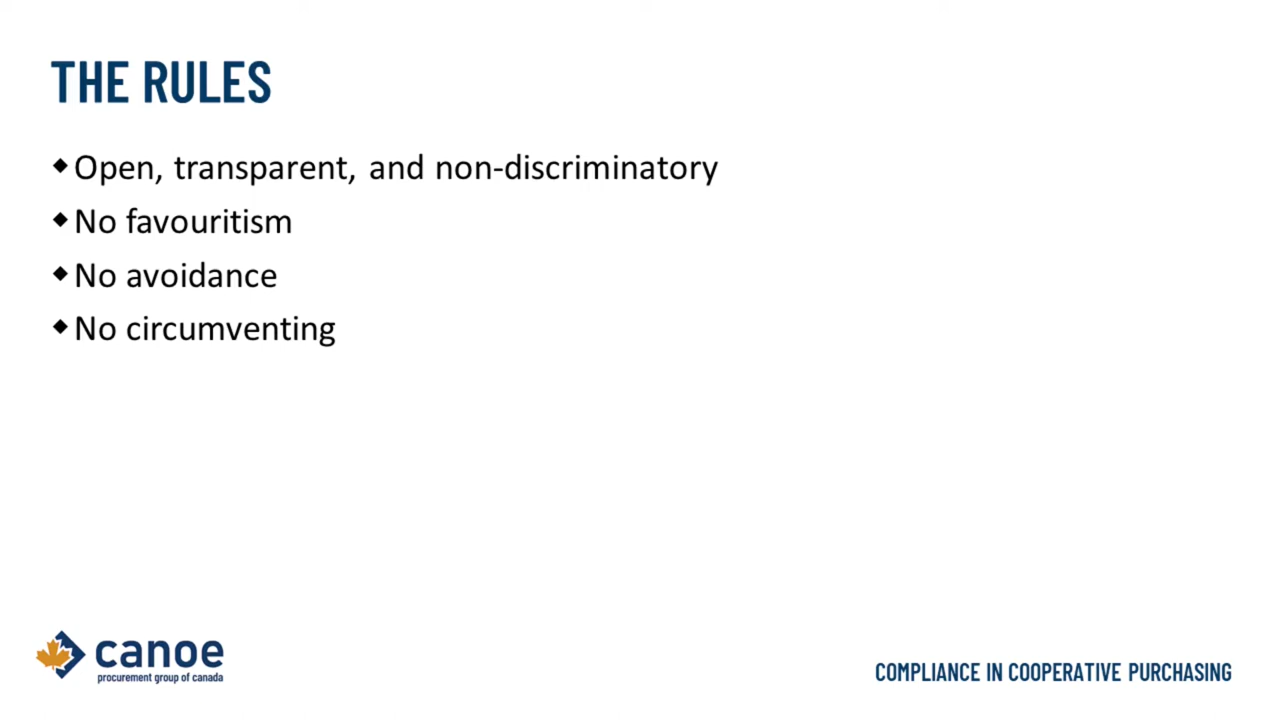 THE RULES
Open, transparent, and non-discriminatory
No favouritism
No avoidance
No circumventing
canoe
procurement group of canada
COMPLIANCE IN COOPERATIVE PURCHASING